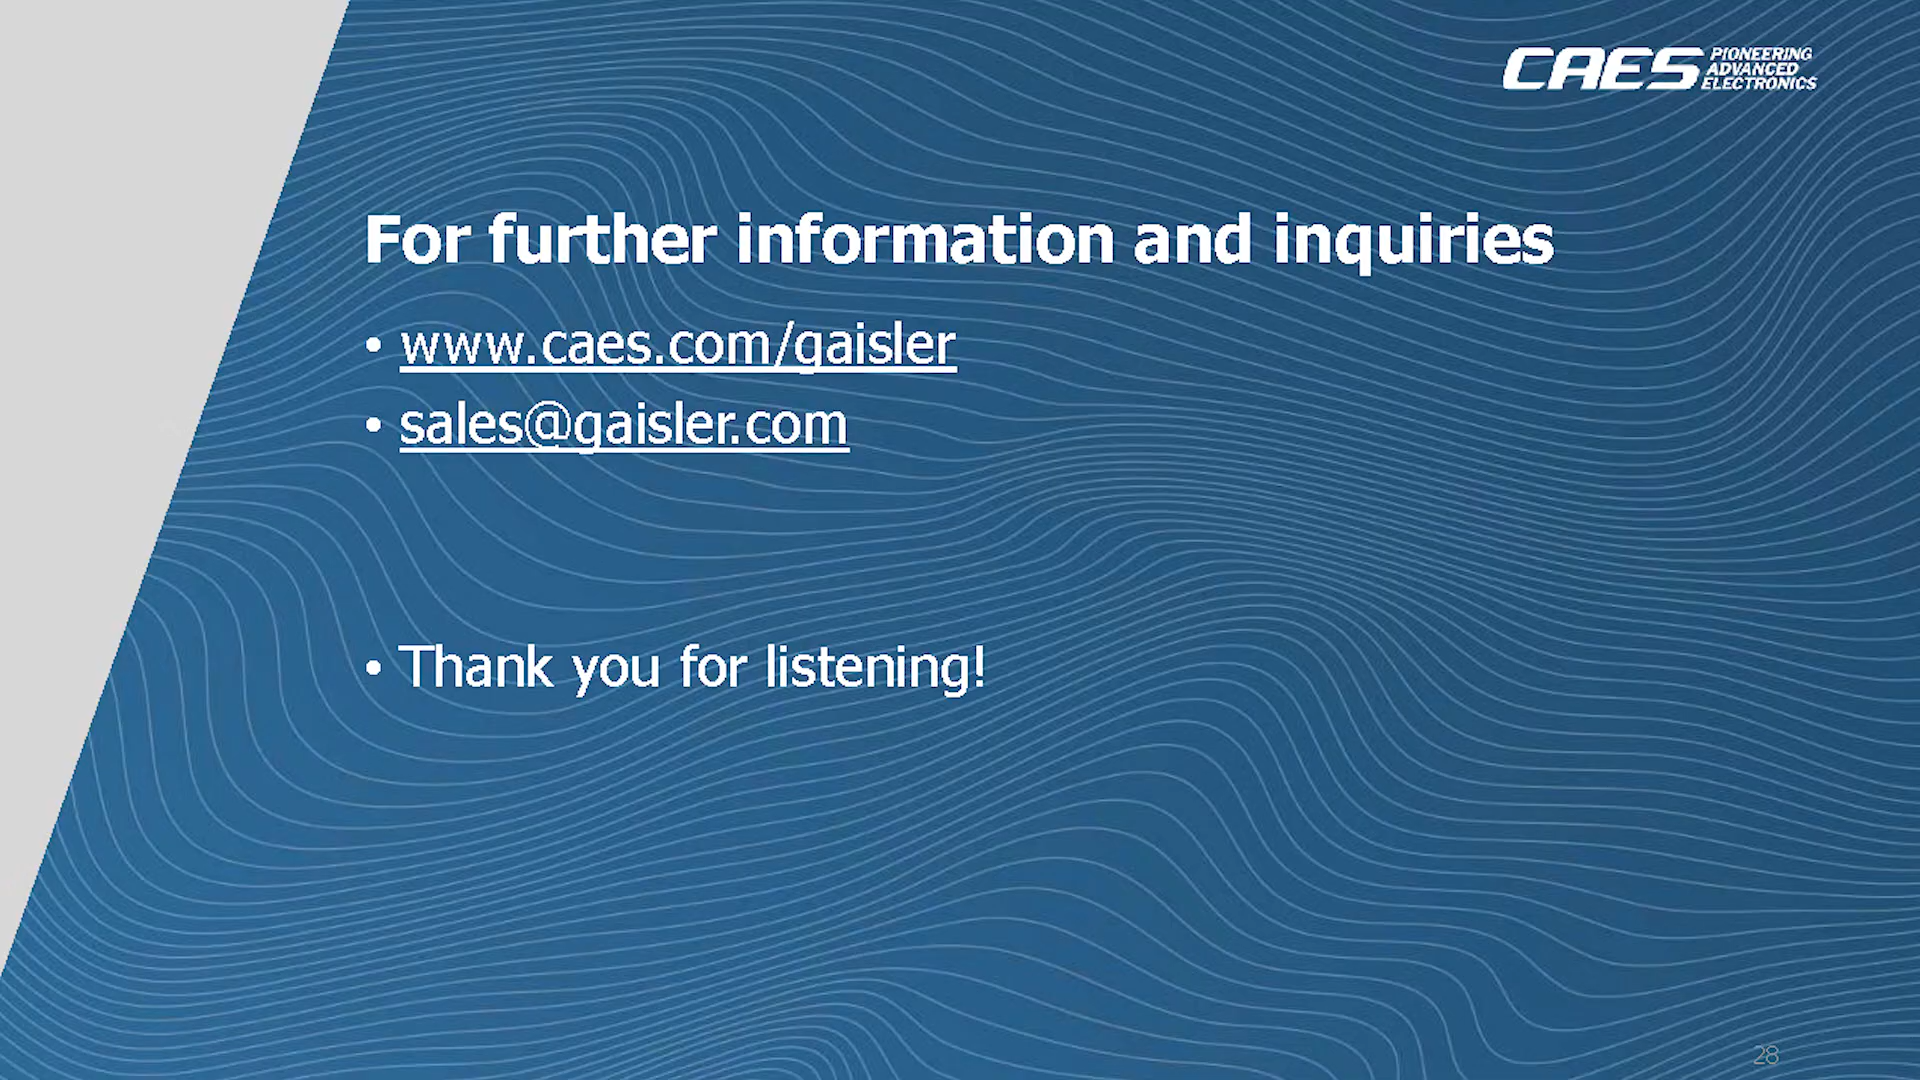 CAES PIONEERING
ADVANCED
ELECTRONICS
For further information and inquiries
• www.caes.com/gaisler
• sales@gaisler.com
• Thank you for listening!
28